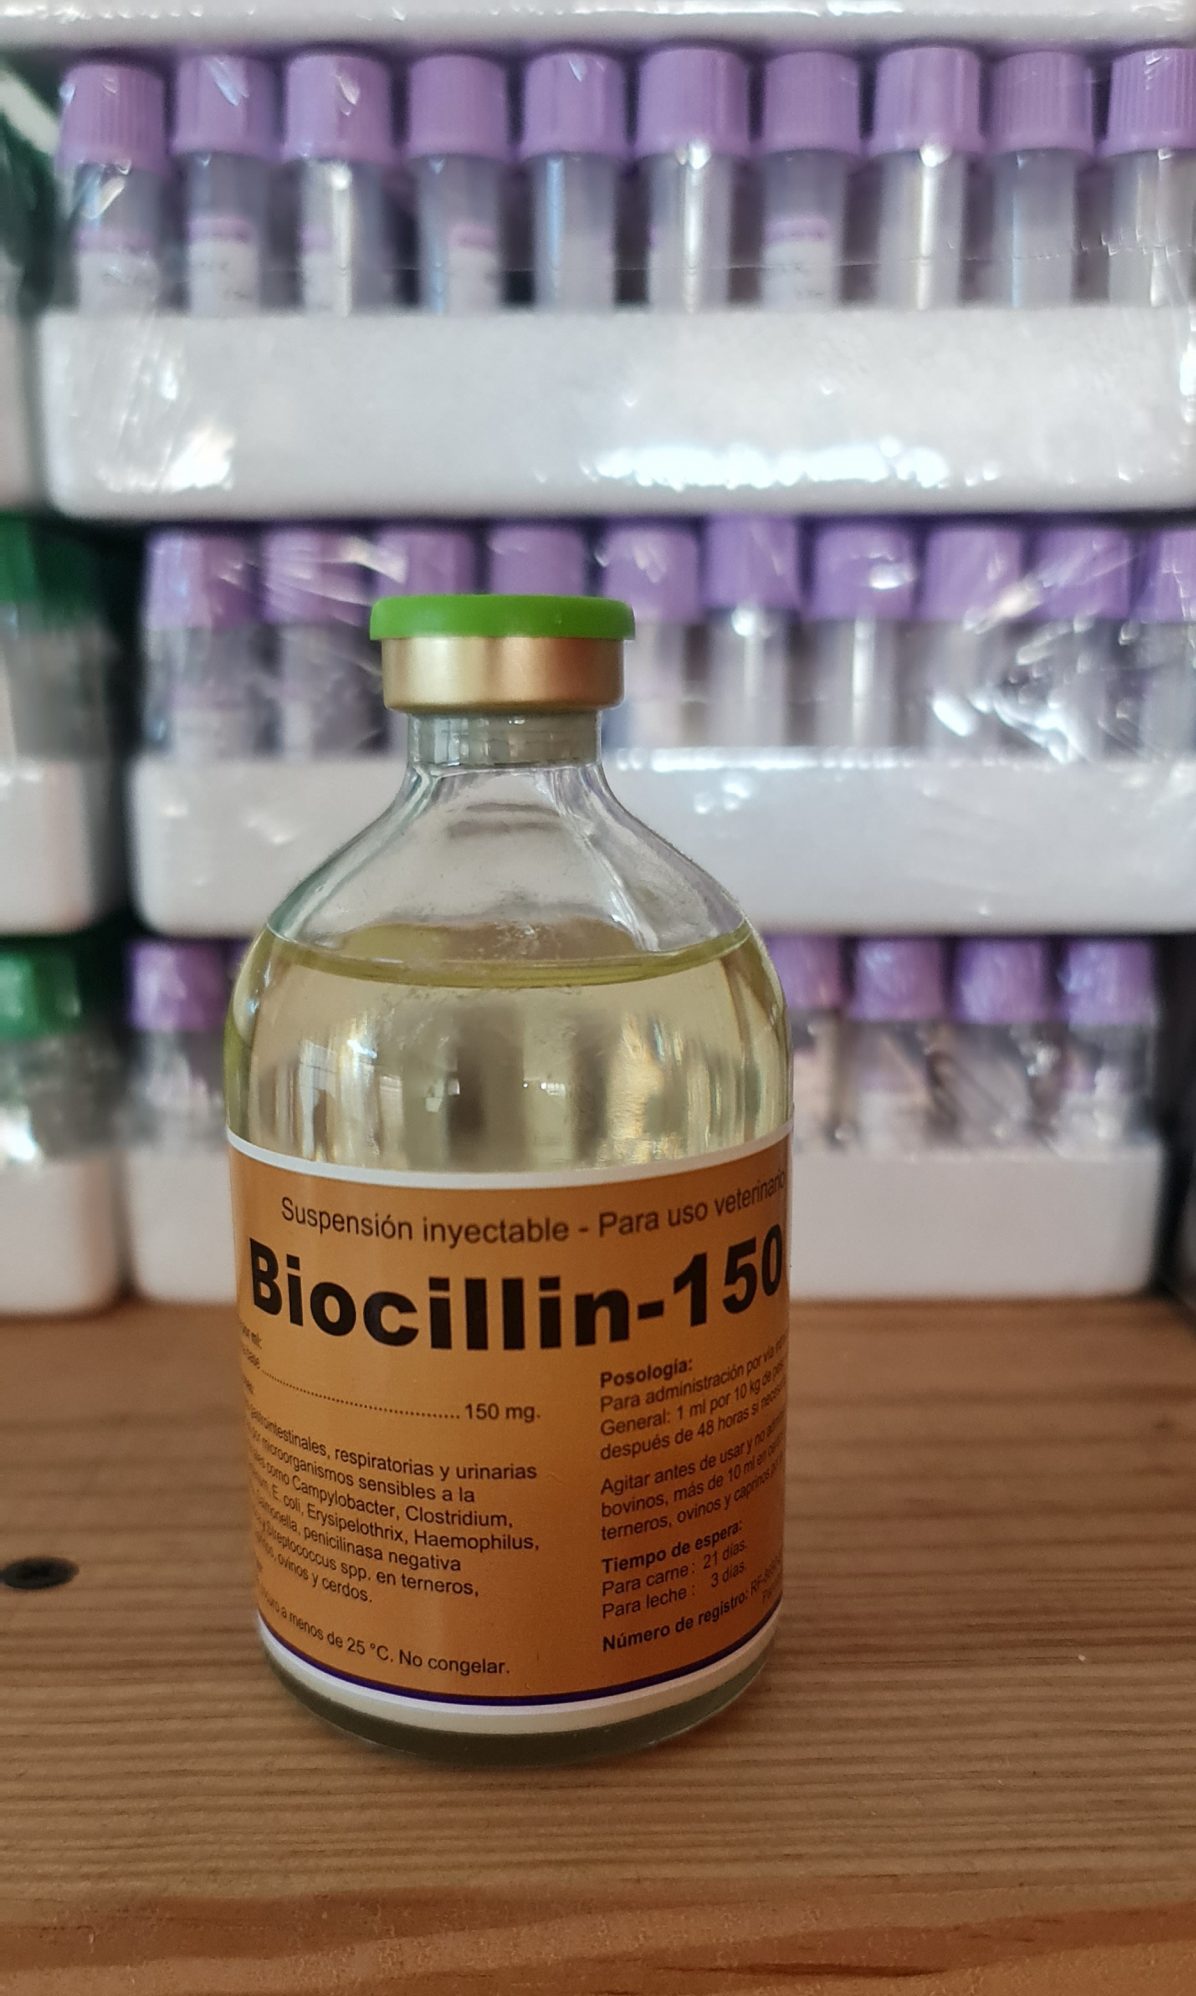 Suspensión inyectable - Para uso veterinario
Biocillin-150
ml:
150 mg.
gastrointestinales, respiratorias y urinarias
microorganismos sensibles a la
como Campylobacter, Clostridium,
E. coli, Erysipelothrix, Haemophilus,
Salmonella, penicilinasa negativa
y Streptococcus spp. en terneros,
ovinos y cerdos.
a menos de 25 °C. No congelar.
Posología:
Para administración por vía
General: 1 ml por 10 kg de
después de 48 horas si
Agitar antes de usar y no
bovinos, más de 10 ml en
terneros, ovinos y caprinos
Tiempo de espera:
Para carne : 21 días.
Para leche : 3 días.
Número de registro: